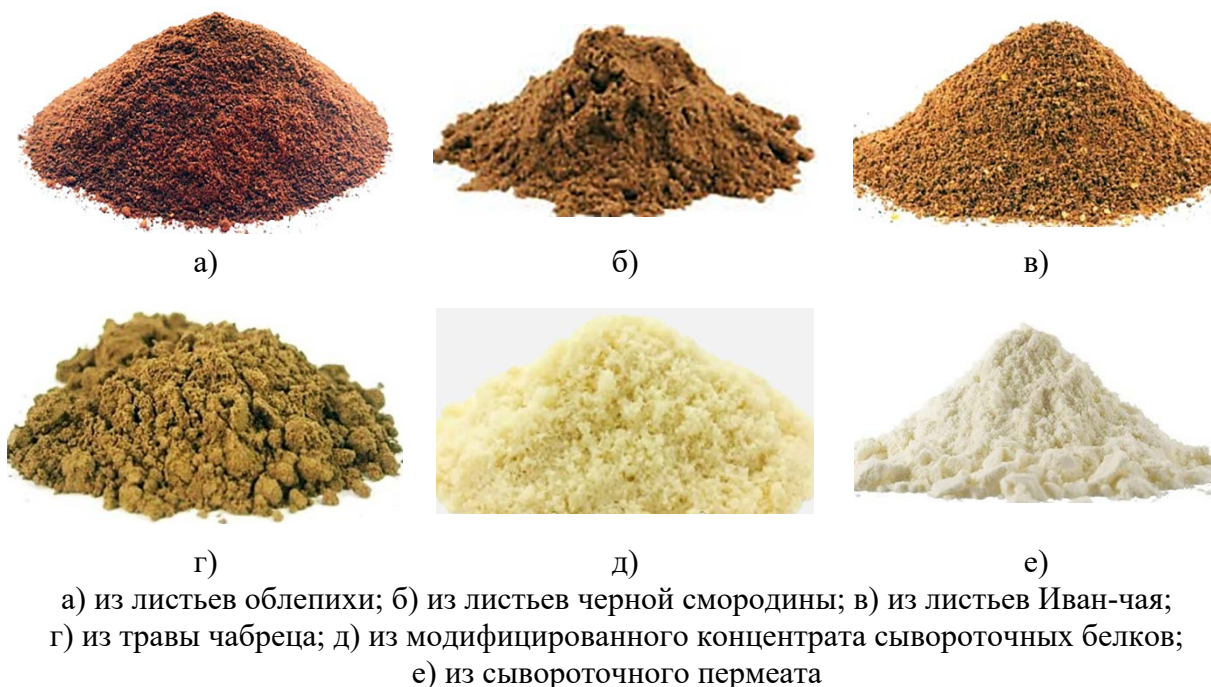 а)
б)
в)
г)
д)
е)
а) из листьев облепихи; б) из листьев черной смородины; в) из листьев Иван-чая;
г) из травы чабреца; д) из модифицированного концентрата сывороточных белков;
е) из сывороточного пермеата